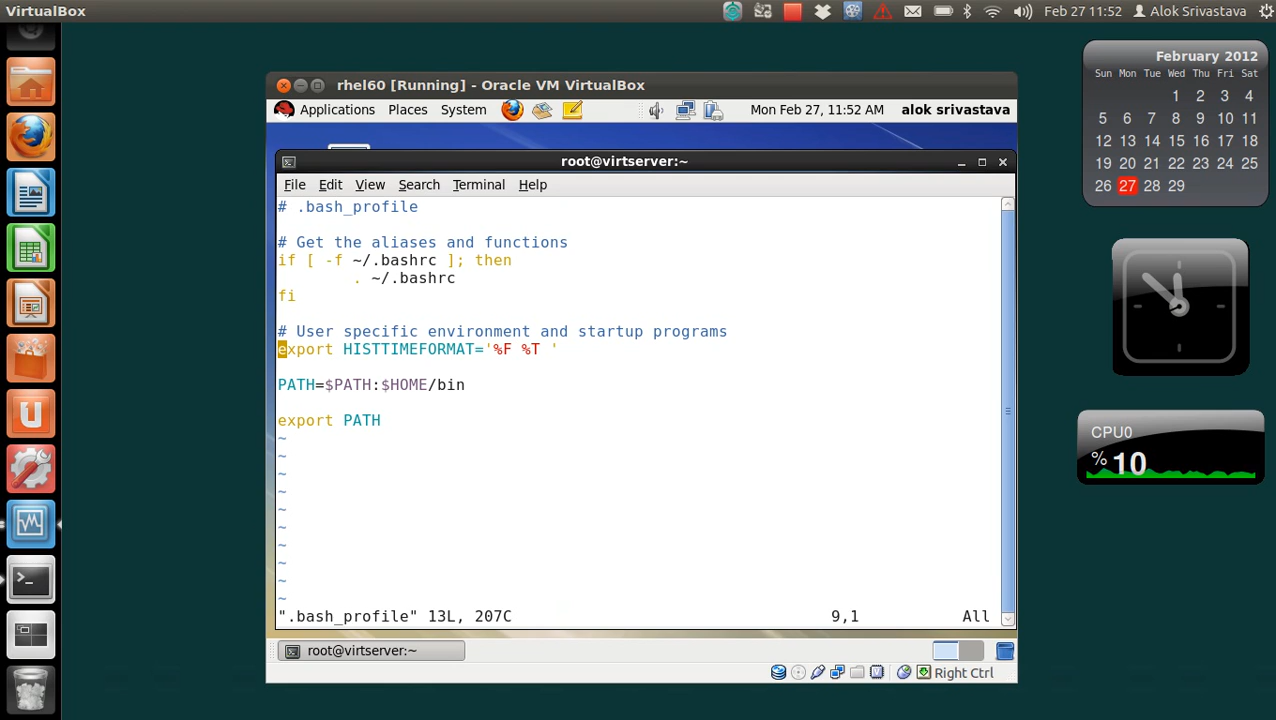 VirtualBox
Feb 27 11:52 Alok Srivastava
February 2012
Sun Mon Tue Wed Thu Fri Sat
1 2 3 4
5 6 7 8 9 10 11
12 13 14 15 16 17 18
19 20 21 22 23 24 25
26 27 28 29
CPU0
% 10
rhel60 [Running] - Oracle VM VirtualBox
Applications Places System Mon Feb 27, 11:52 AM alok srivastava
root@virtserver:~
File Edit View Search Terminal Help
# .bash_profile
# Get the aliases and functions
if [ -f ~/.bashrc ]; then
. ~/.bashrc
fi
# User specific environment and startup programs
export HISTTIMEFORMAT='%F %T '
PATH=$PATH:$HOME/bin
export PATH
~
~
~
~
~
~
~
~
~
~
".bash_profile" 13L, 207C 9,1 All
root@virtserver:~
Right Ctrl